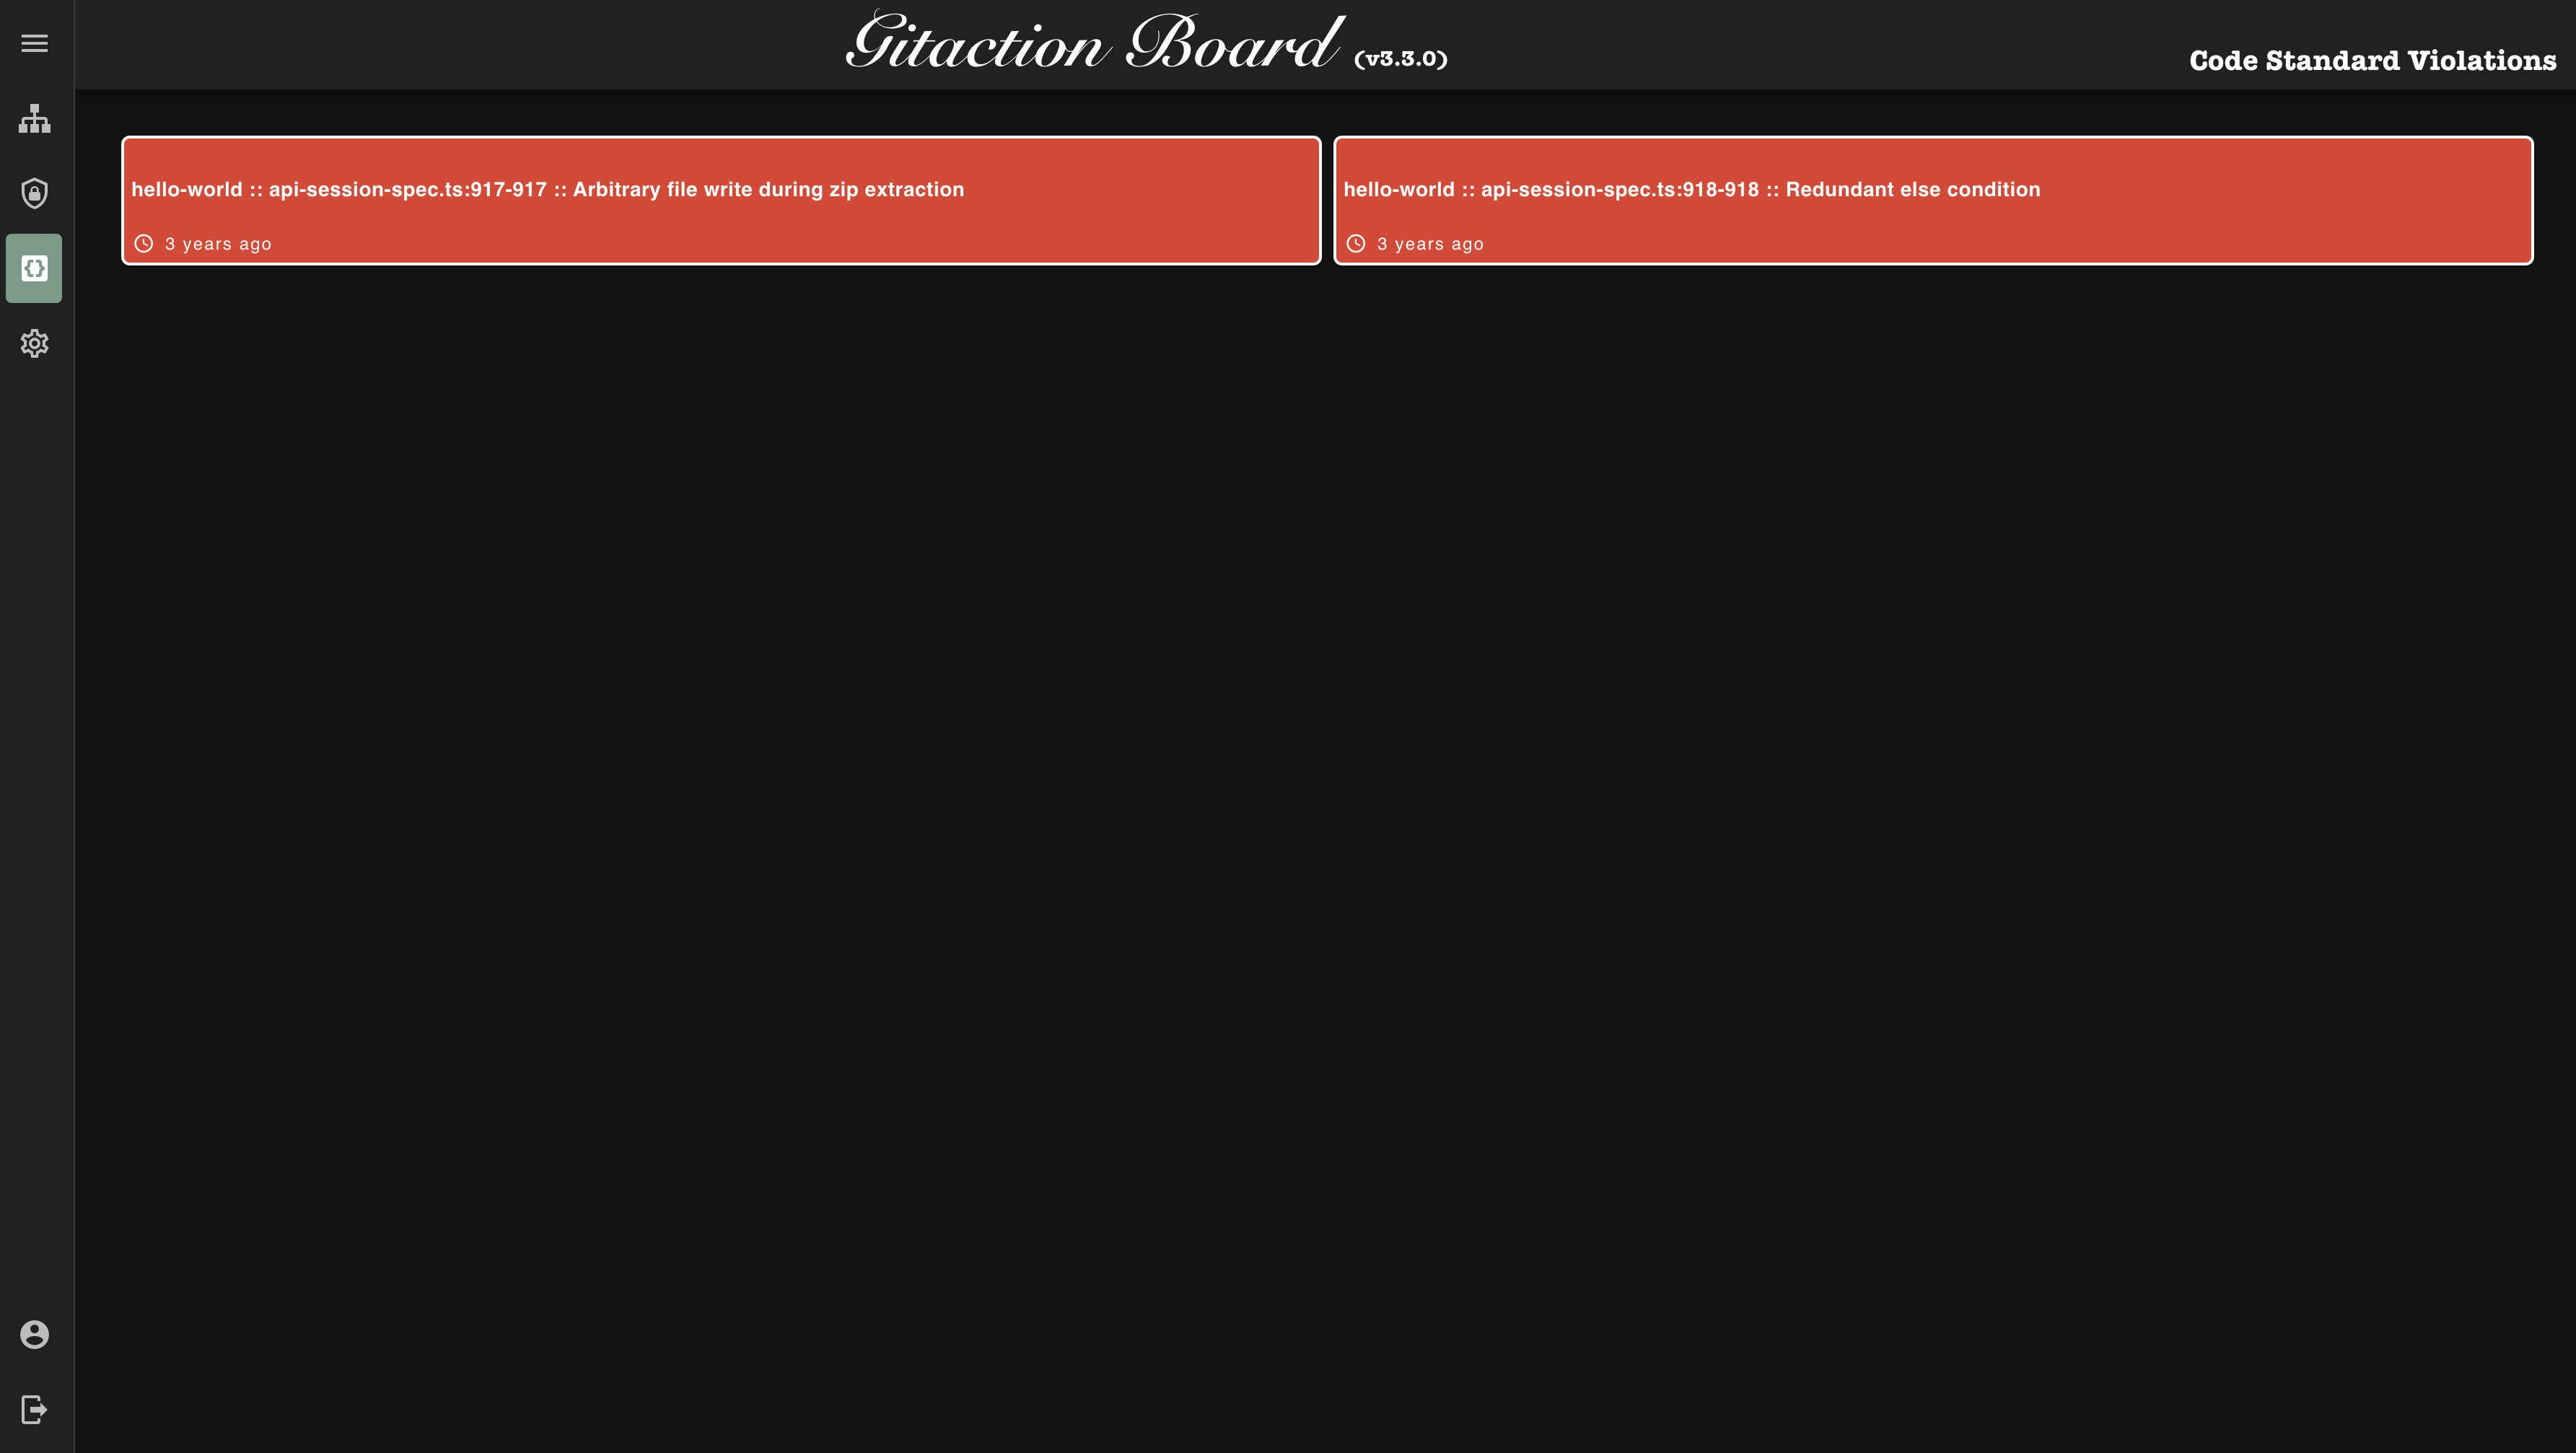 Gitaction Board (v3.3.0)
Code Standard Violations
hello-world :: api-session-spec.ts:917-917 :: Arbitrary file write during zip extraction
3 years ago
hello-world :: api-session-spec.ts:918-918 :: Redundant else condition
3 years ago